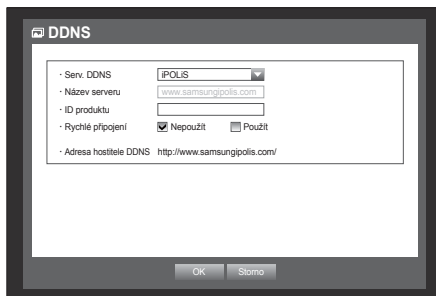 DDNS
· Serv. DDNS iPOLiS
· Název serveru www.samsungipolis.com
· ID produktu
· Rychlé připojení Nepoužít Použít
· Adresa hostitele DDNS http://www.samsungipolis.com/
OK Storno